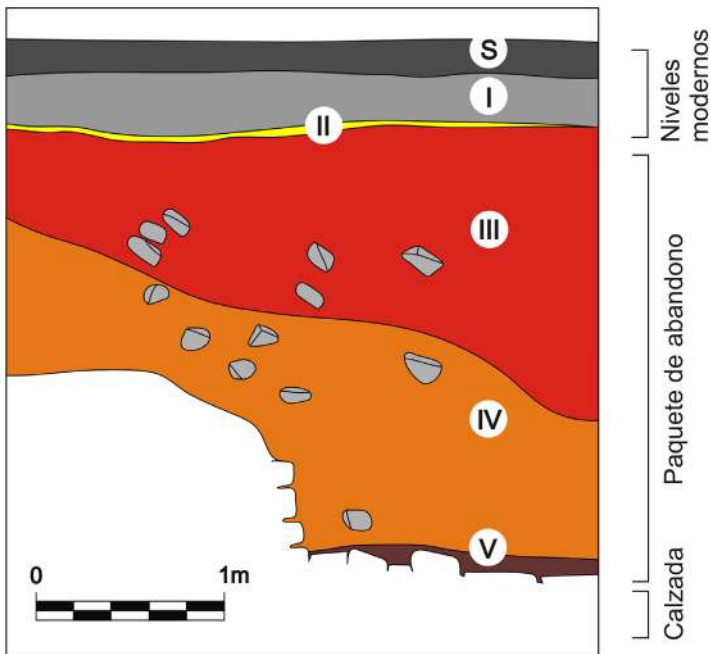 S
I
II
III
IV
V
0 1m
Niveles
modernos
Paquete de abandono
Calzada